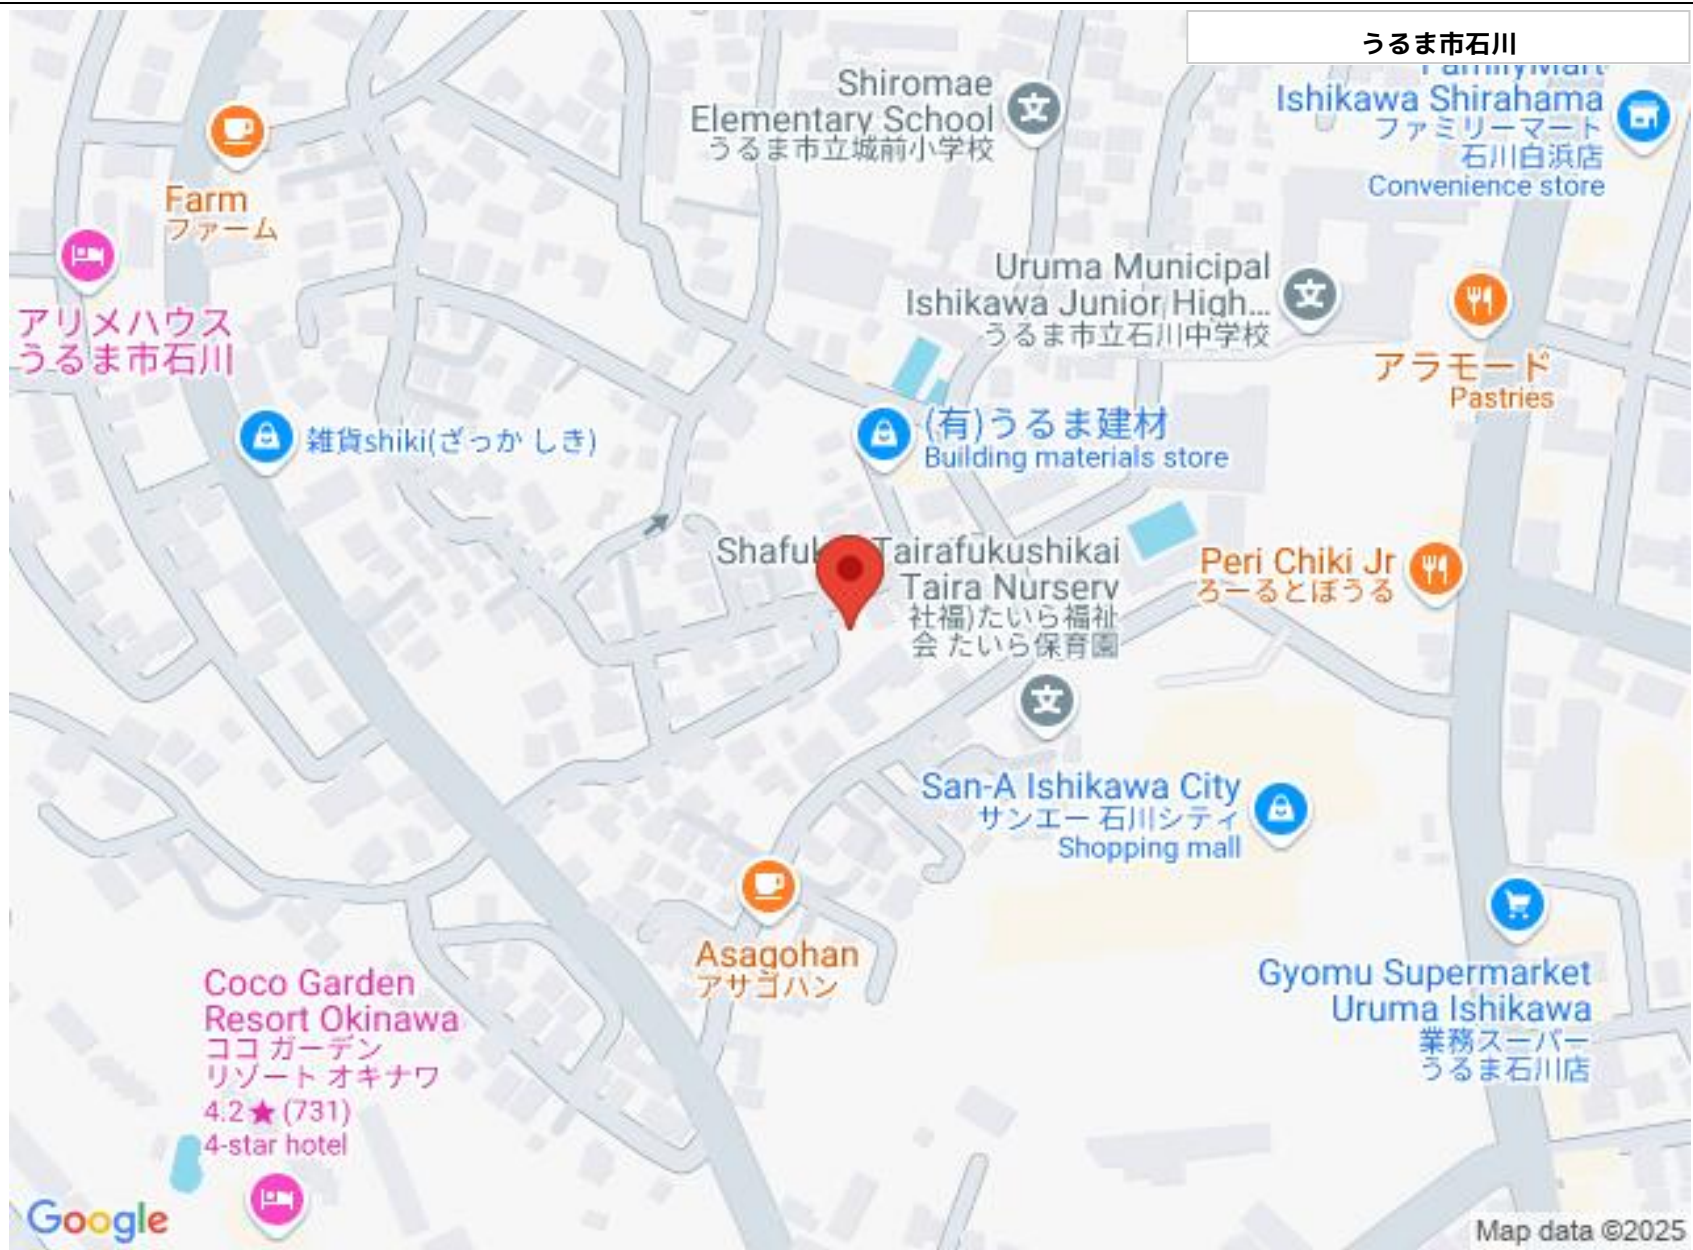 うるま市石川
FamilyMart
Ishikawa Shirahama
ファミリーマート
石川白浜店
Convenience store
Shiromae
Elementary School
うるま市立城前小学校
Farm
ファーム
アリメハウス
うるま市石川
Uruma Municipal
Ishikawa Junior High...
うるま市立石川中学校
アラモード
Pastries
雑貨shiki(ざっか しき)
(有)うるま建材
Building materials store
Tairafukushikai
Taira Nursery
社福)たいら福祉
会 たいら保育園
Peri Chiki Jr
ろーるとぼうる
San-A Ishikawa City
サンエー 石川シティ
Shopping mall
Asagohan
アサゴハン
Coco Garden
Resort Okinawa
ココ ガーデン
リゾート オキナワ
4.2★(731)
4-star hotel
Gyomu Supermarket
Uruma Ishikawa
業務スーパー
うるま石川店
Google
Map data ©2025